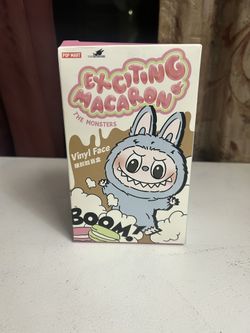 POP MART
EXCITING
MACARON
THE MONSTERS
Vinyl Face
BOOM!